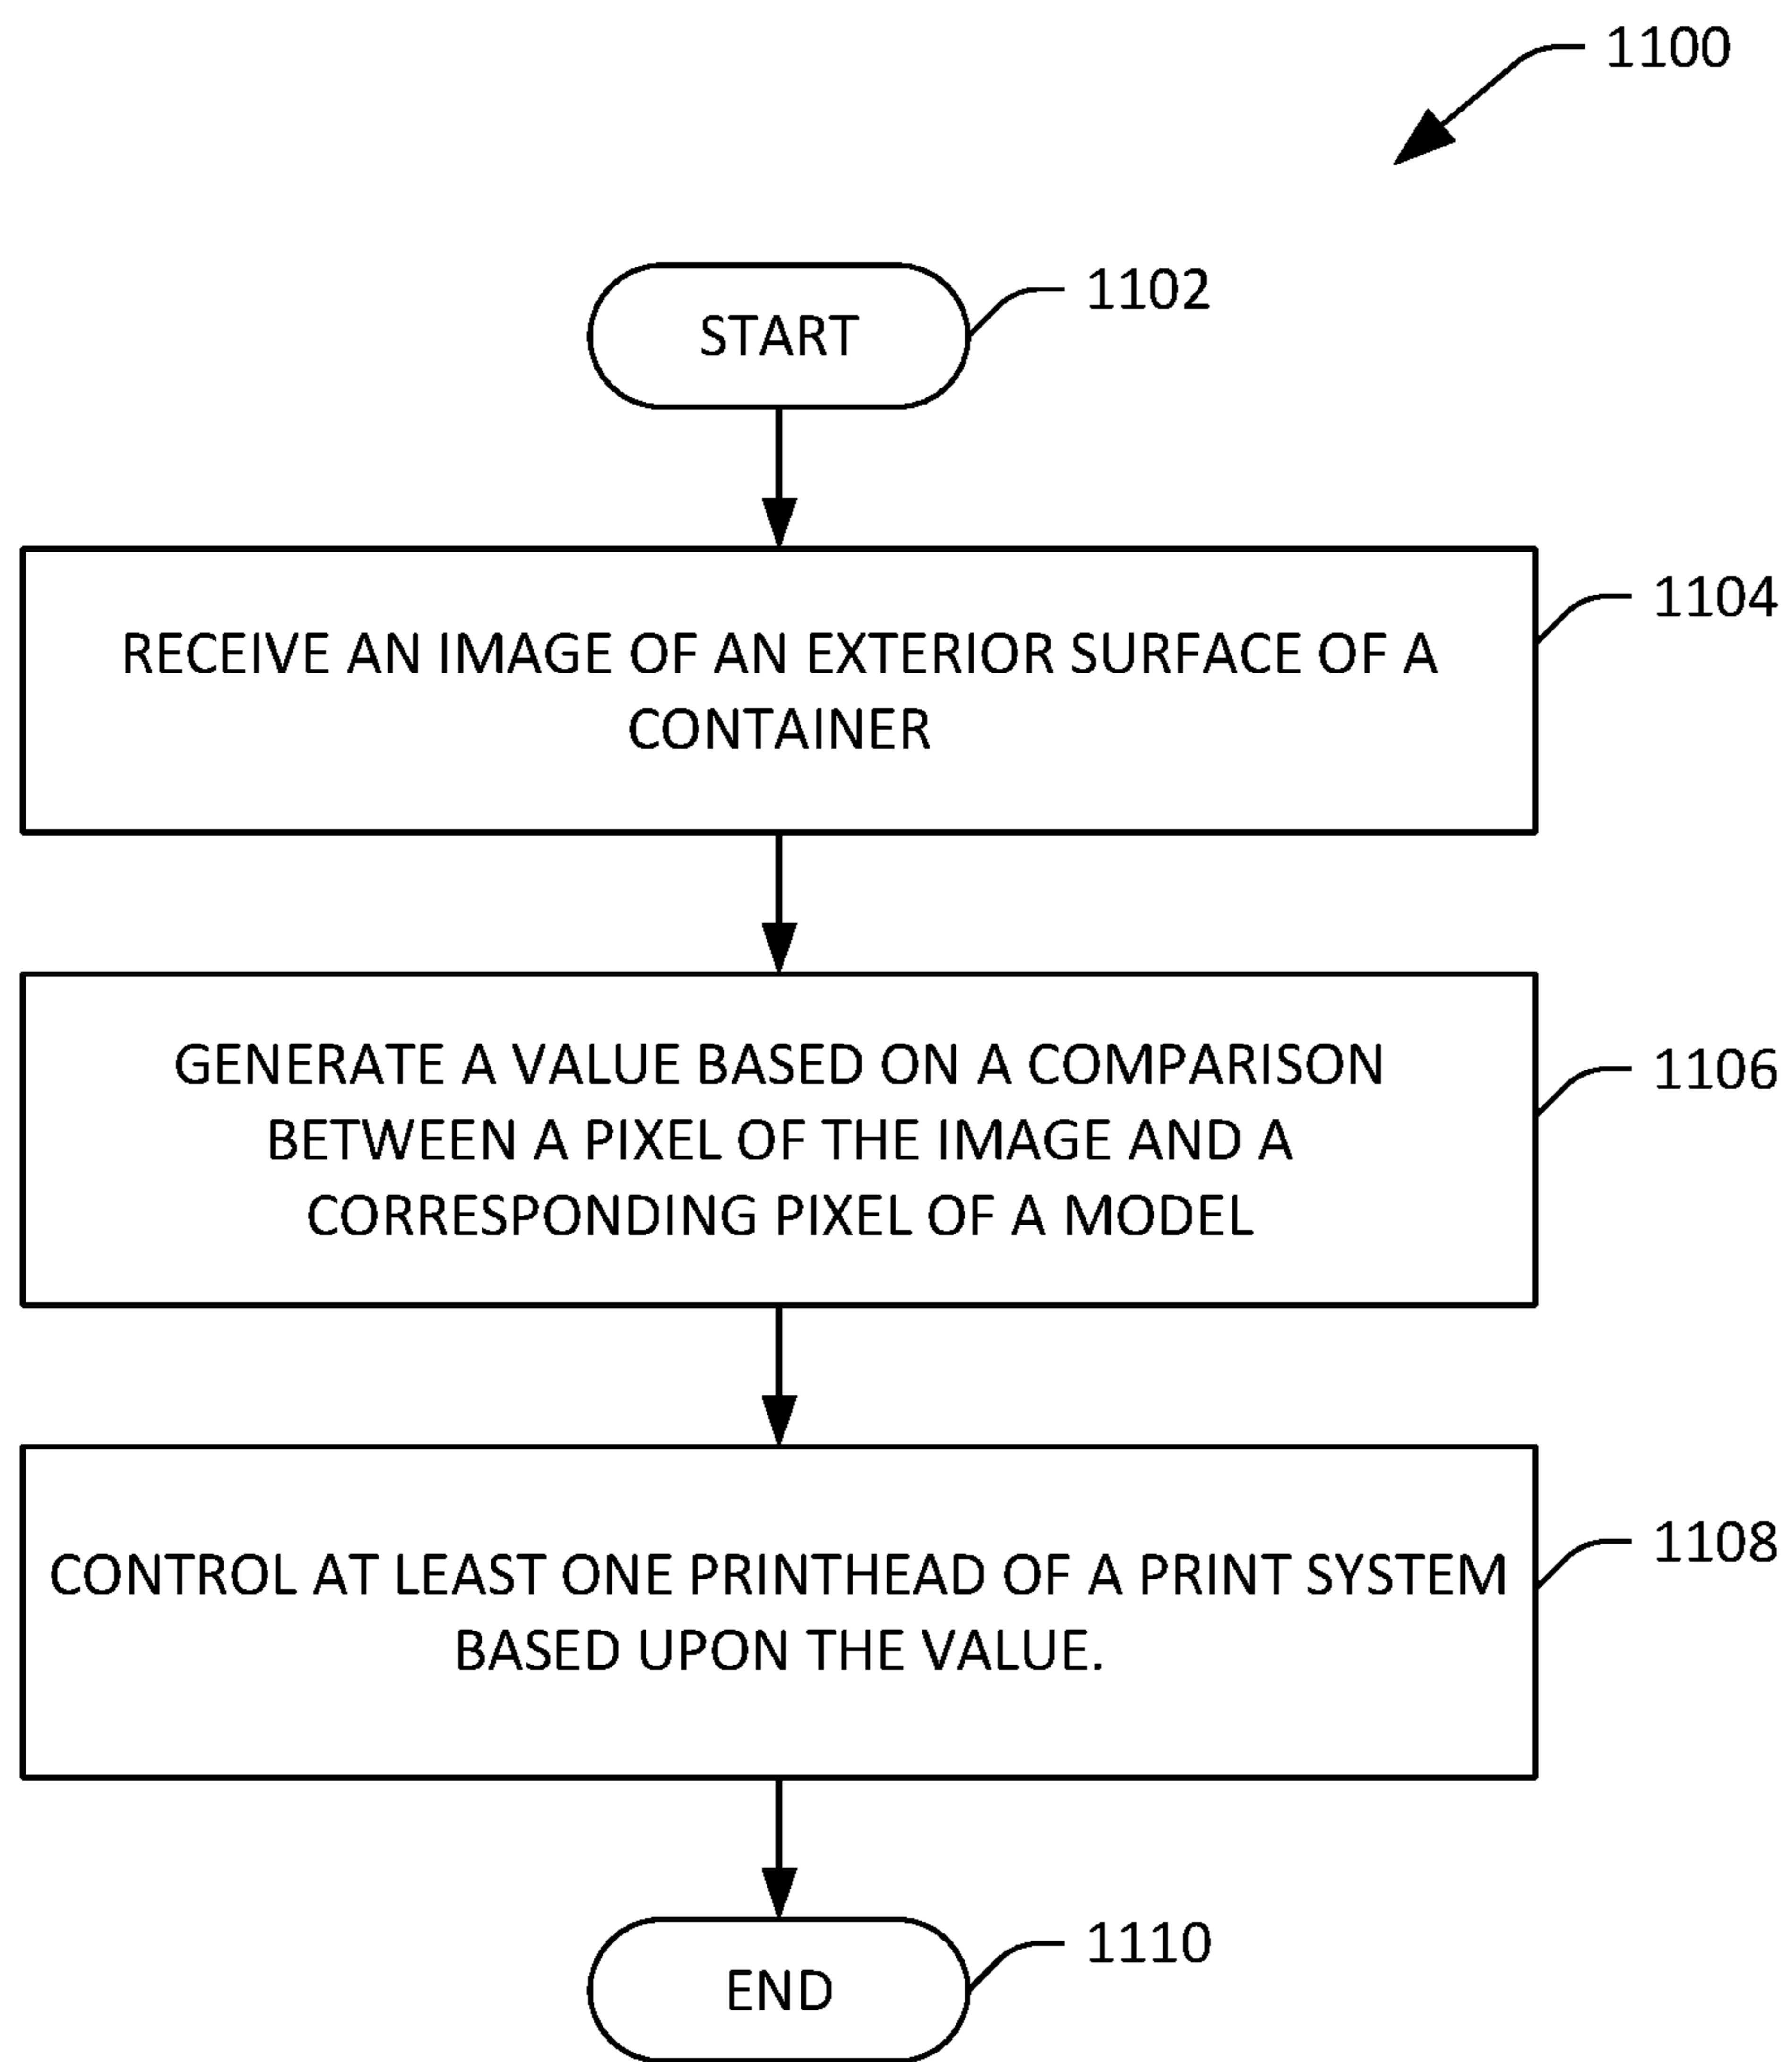 1100
START
1102
RECEIVE AN IMAGE OF AN EXTERIOR SURFACE OF A
CONTAINER
1104
GENERATE A VALUE BASED ON A COMPARISON
BETWEEN A PIXEL OF THE IMAGE AND A
CORRESPONDING PIXEL OF A MODEL
1106
CONTROL AT LEAST ONE PRINTHEAD OF A PRINT SYSTEM
BASED UPON THE VALUE.
1108
END
1110